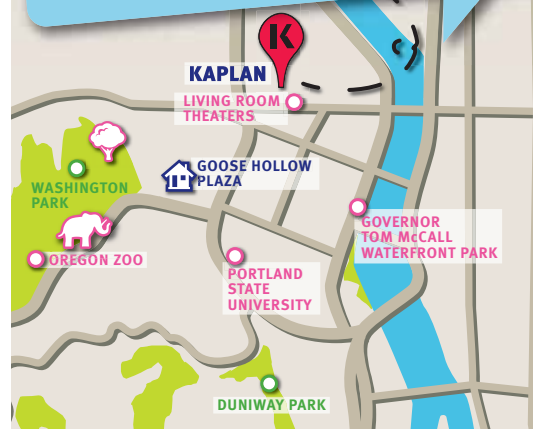 K
KAPLAN
LIVING ROOM
THEATERS
GOOSE HOLLOW
PLAZA
WASHINGTON
PARK
GOVERNOR
TOM McCALL
WATERFRONT PARK
OREGON ZOO
PORTLAND
STATE
UNIVERSITY
DUNIWAY PARK